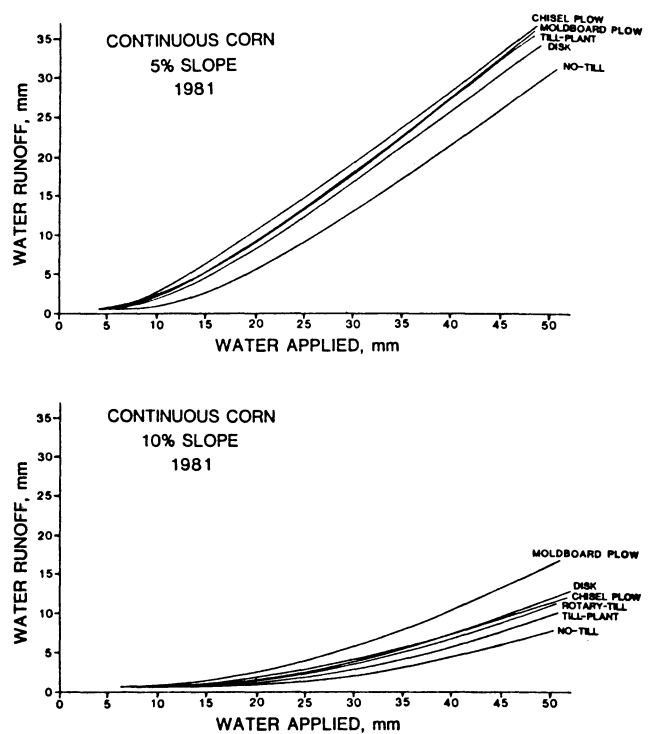 CONTINUOUS CORN
5% SLOPE
1981
CHISEL PLOW
MOLDBOARD PLOW
TILL-PLANT
DISK
NO-TILL
WATER RUNOFF, mm
35
30
25
20
15
10
5
0
0 5 10 15 20 25 30 35 40 45 50
WATER APPLIED, mm
CONTINUOUS CORN
10% SLOPE
1981
MOLDBOARD PLOW
DISK
CHISEL PLOW
ROTARY-TILL
TILL-PLANT
NO-TILL
WATER RUNOFF, mm
35
30
25
20
15
10
5
0
0 5 10 15 20 25 30 35 40 45 50
WATER APPLIED, mm